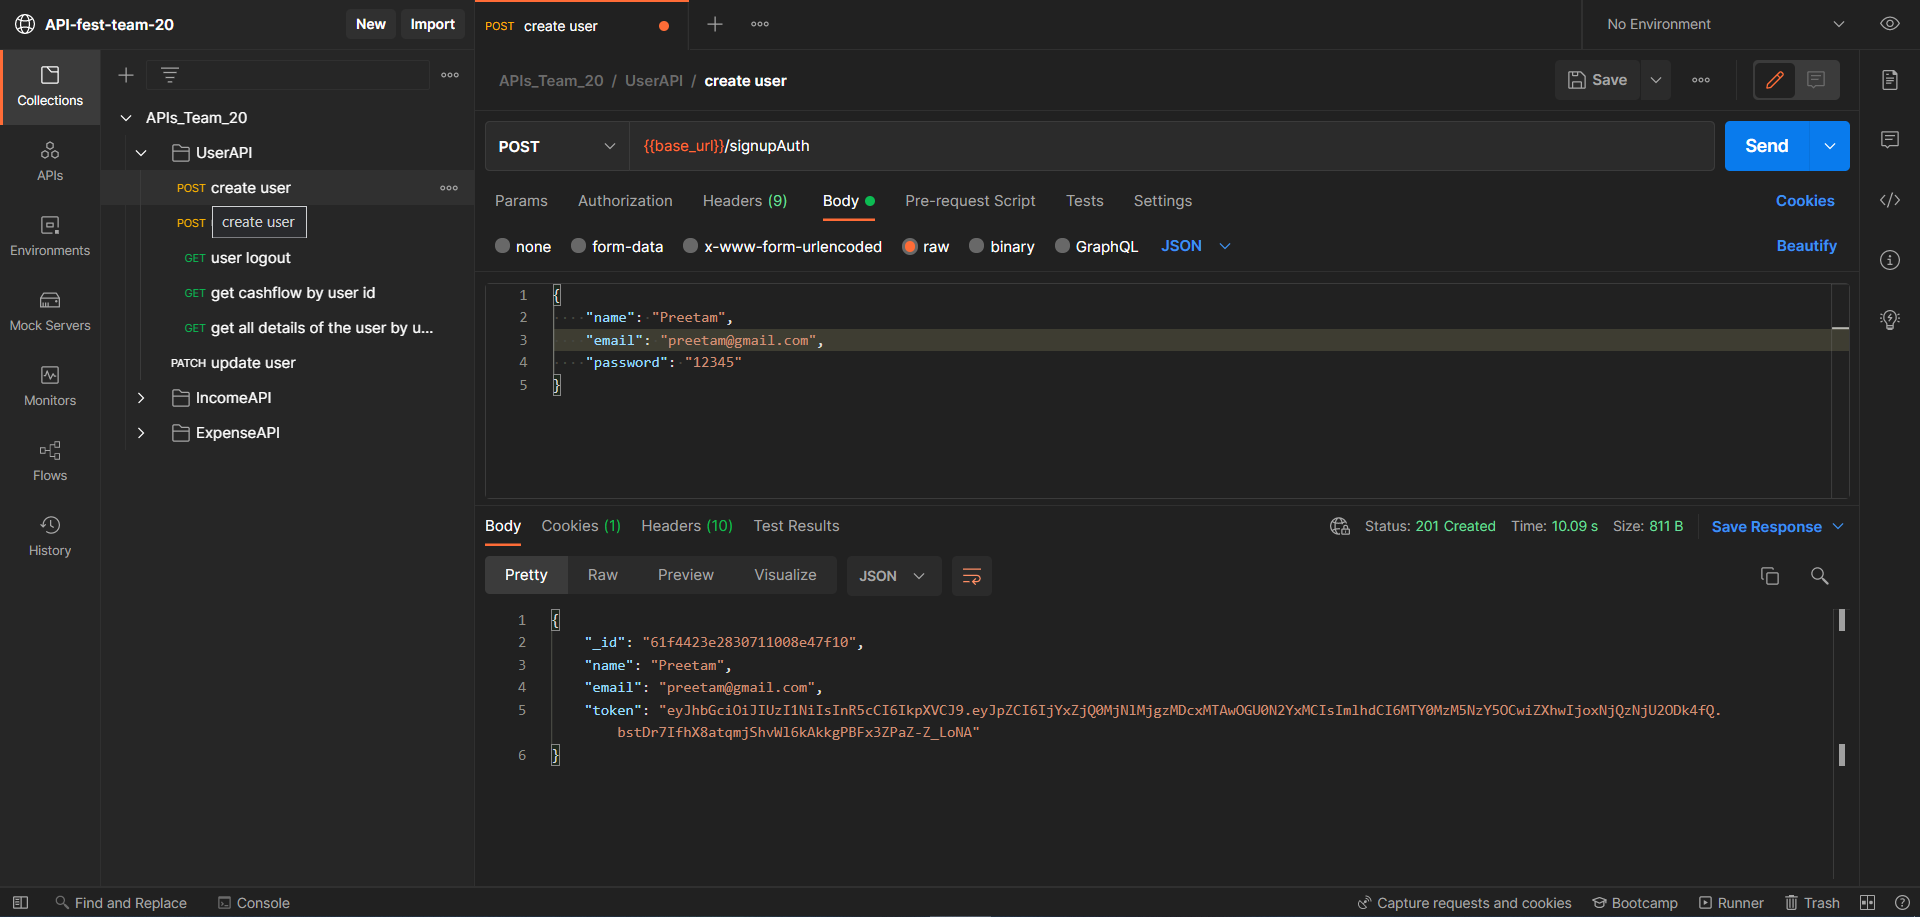 API-fest-team-20
New
Import
POST create user
No Environment
Collections
APIs
Environments
Mock Servers
Monitors
Flows
History
APIs_Team_20
UserAPI
POST create user
POST
create user
GET user logout
GET get cashflow by user id
GET get all details of the user by u...
PATCH update user
IncomeAPI
ExpenseAPI
APIs_Team_20 / UserAPI / create user
Save
POST
{{base_url}}/signupAuth
Send
Params Authorization Headers (9) Body Pre-request Script Tests Settings
Cookies
none form-data x-www-form-urlencoded raw binary GraphQL JSON
Beautify
1 {
2 "name": "Preetam",
3 "email": "preetam@gmail.com",
4 "password": "12345"
5 }
Body Cookies (1) Headers (10) Test Results
Status: 201 Created Time: 10.09 s Size: 811 B
Save Response
Pretty Raw Preview Visualize JSON
1 {
2 "_id": "61f4423e2830711008e47f10",
3 "name": "Preetam",
4 "email": "preetam@gmail.com",
5 "token": "eyJhbGciOiJIUzI1NiIsInR5cCI6IkpXVCJ9.eyJpZCI6IjYxZjQ0MjNlMjgzMDcxMTAwOGU0N2YxMCIsImlhdCI6MTY0MzM5NzY5OCwiZXhwIjoxNjQzNjU2ODk4fQ.
bstDr7IfhX8atqmjShvWl6kAkkgPBFx3ZPaZ-Z_LoNA"
6 }
Find and Replace
Console
Capture requests and cookies
Bootcamp
Runner
Trash